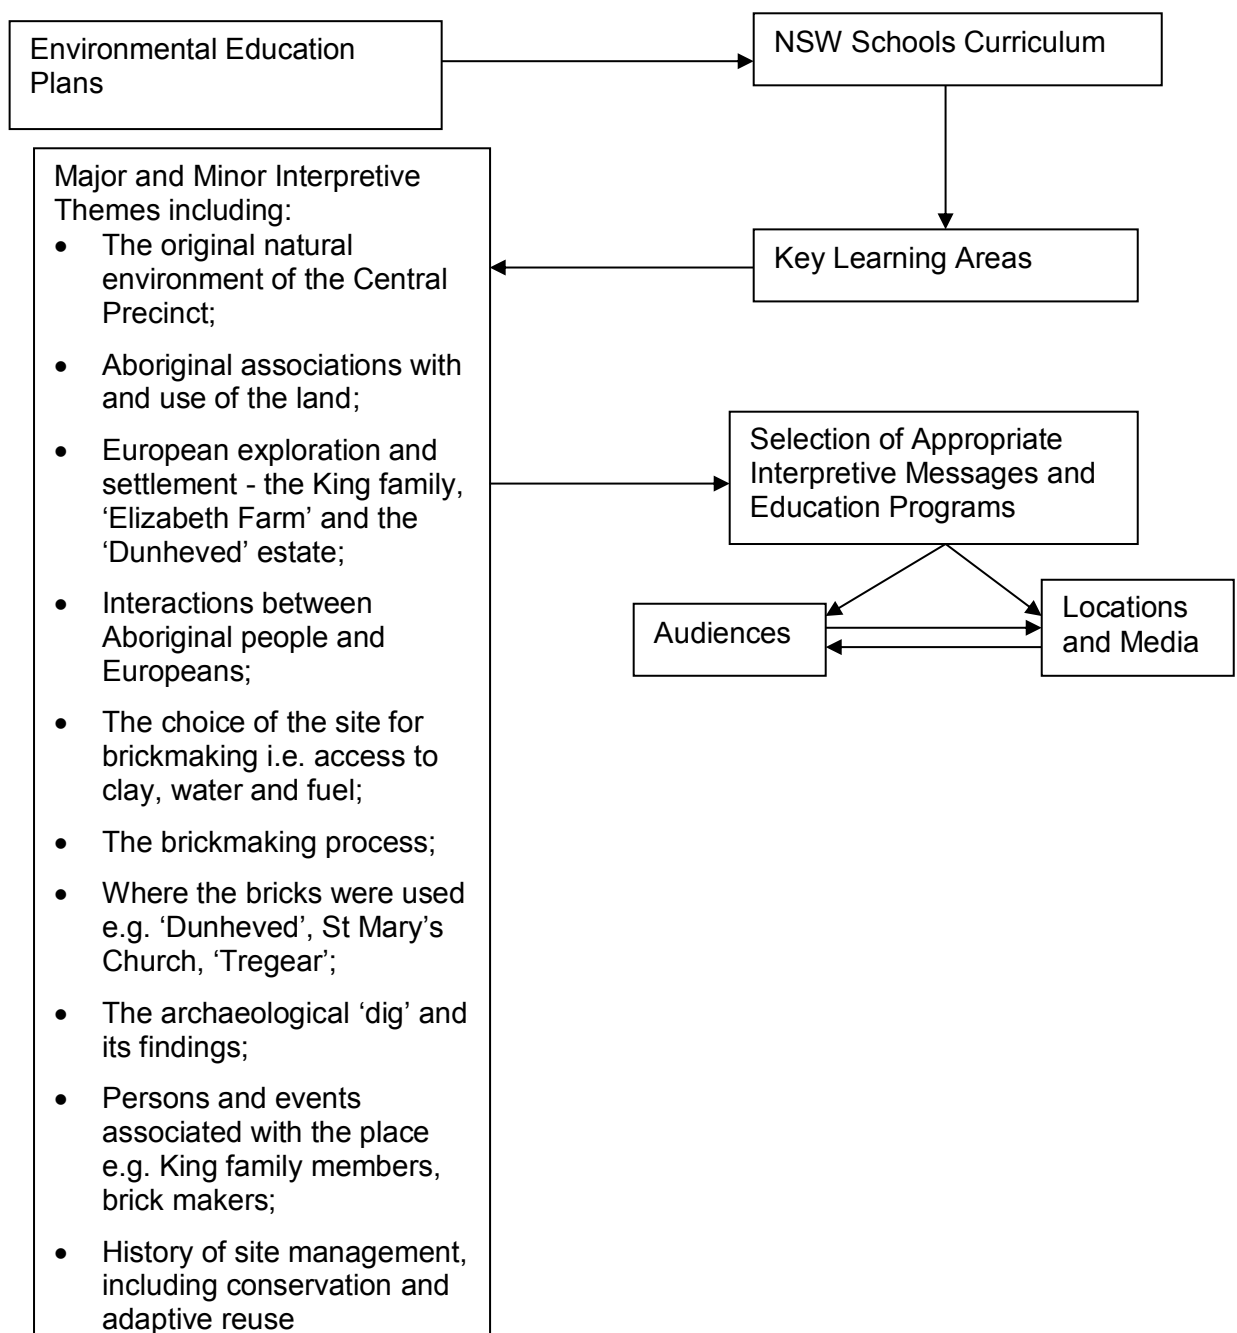 Environmental Education
Plans
NSW Schools Curriculum
Major and Minor Interpretive
Themes including:
• The original natural
environment of the Central
Precinct;
• Aboriginal associations with
and use of the land;
• European exploration and
settlement - the King family,
‘Elizabeth Farm’ and the
‘Dunheved’ estate;
• Interactions between
Aboriginal people and
Europeans;
• The choice of the site for
brickmaking i.e. access to
clay, water and fuel;
• The brickmaking process;
• Where the bricks were used
e.g. ‘Dunheved’, St Mary’s
Church, ‘Tregear’;
• The archaeological ‘dig’ and
its findings;
• Persons and events
associated with the place
e.g. King family members,
brick makers;
• History of site management,
including conservation and
adaptive reuse
Key Learning Areas
Selection of Appropriate
Interpretive Messages and
Education Programs
Audiences
Locations
and Media